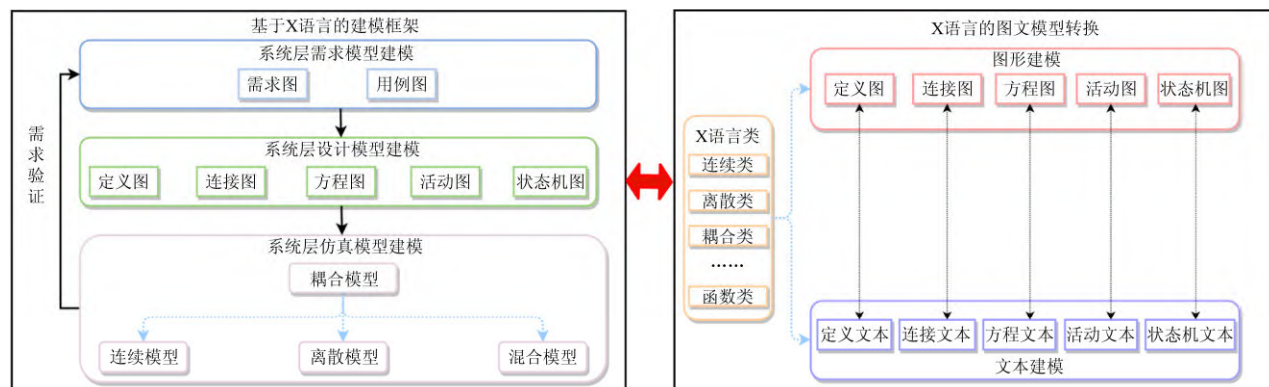 基于X语言的建模框架
系统层需求模型建模
需求图
用例图
需求验证
系统层设计模型建模
定义图
连接图
方程图
活动图
状态机图
系统层仿真模型建模
耦合模型
连续模型
离散模型
混合模型
X语言的图文模型转换
图形建模
定义图
连接图
方程图
活动图
状态机图
X语言类
连续类
离散类
耦合类
……
函数类
定义文本
连接文本
方程文本
活动文本
状态机文本
文本建模